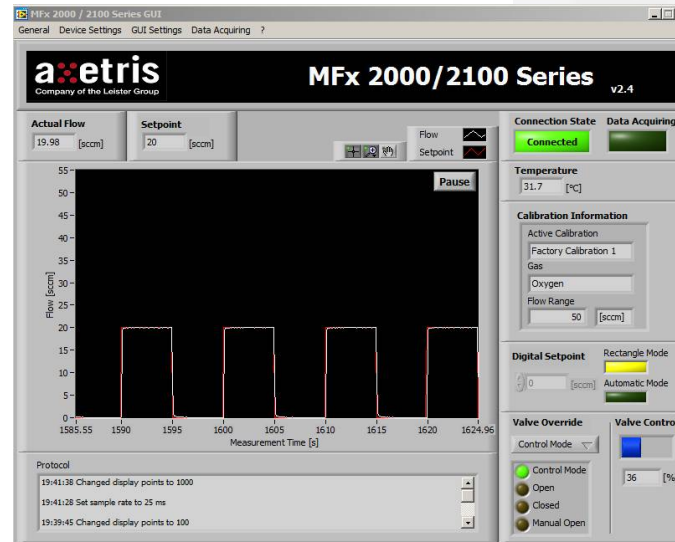 MFx 2000 / 2100 Series GUI
General Device Settings GUI Settings Data Acquiring ?
axetris
Company of the Leister Group
MFx 2000/2100 Series
v2.4
Actual Flow
19.98 [sccm]
Setpoint
20 [sccm]
Flow
Setpoint
Connection State
Connected
Data Acquiring
Temperature
31.7 [°C]
Pause
55
50
45
40
35
30
25
20
15
10
5
0
Flow [sccm]
1585.55 1590 1595 1600 1605 1610 1615 1620 1624.96
Measurement Time [s]
Calibration Information
Active Calibration
Factory Calibration 1
Gas
Oxygen
Flow Range
50 [sccm]
Digital Setpoint
0 [sccm]
Rectangle Mode
Automatic Mode
Valve Override
Control Mode
Control Mode
Open
Closed
Manual Open
Valve Contro
36 [%
Protocol
19:41:38 Changed display points to 1000
19:41:28 Set sample rate to 25 ms
19:39:45 Changed display points to 100